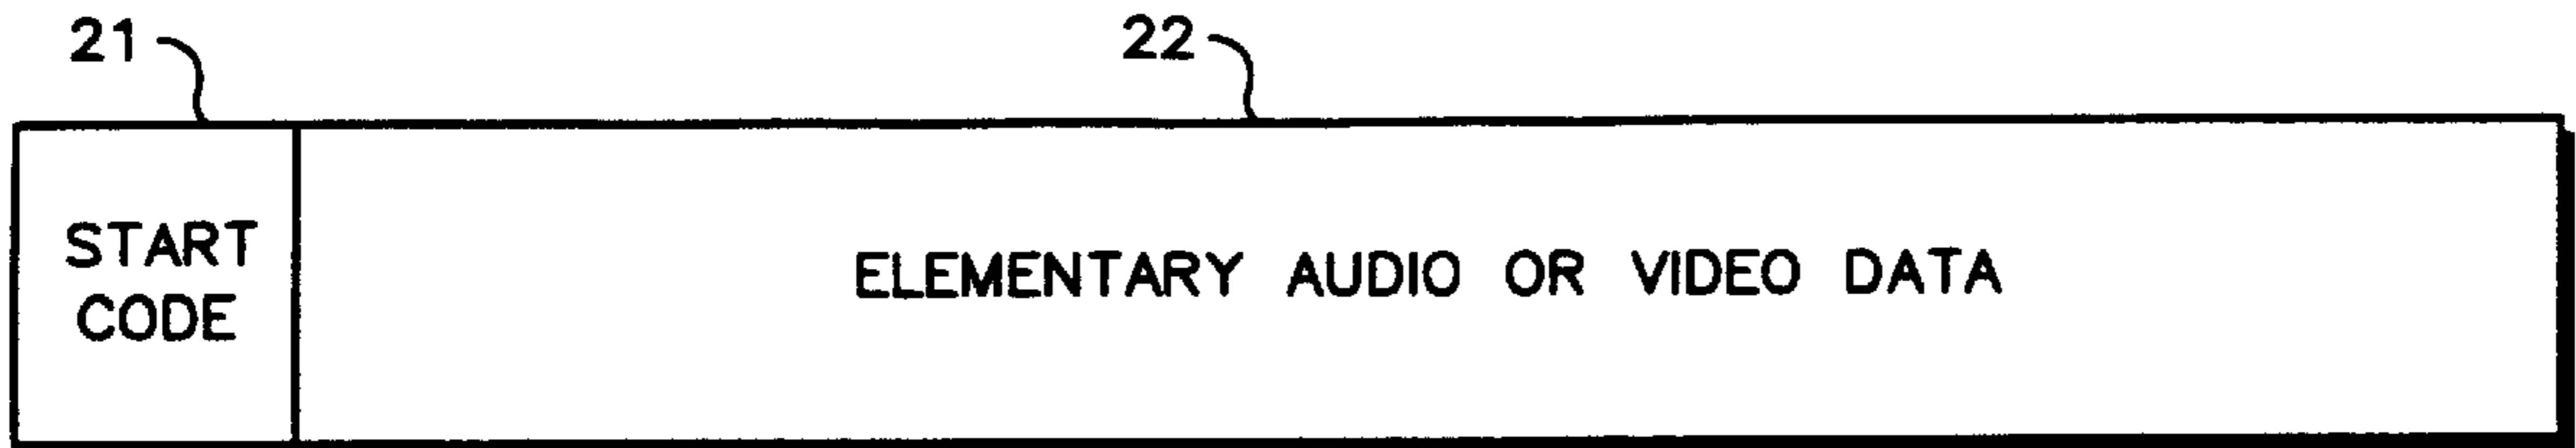 21
22
START
CODE
ELEMENTARY AUDIO OR VIDEO DATA